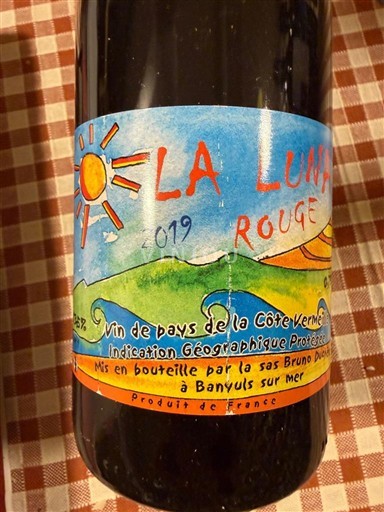 LA LUNA
2019 ROUGE
Vin de pays de la Côte Vermeille
Indication Géographique Protégée
Mis en bouteille par la sas Bruno
à Banyuls sur mer
Produit de France